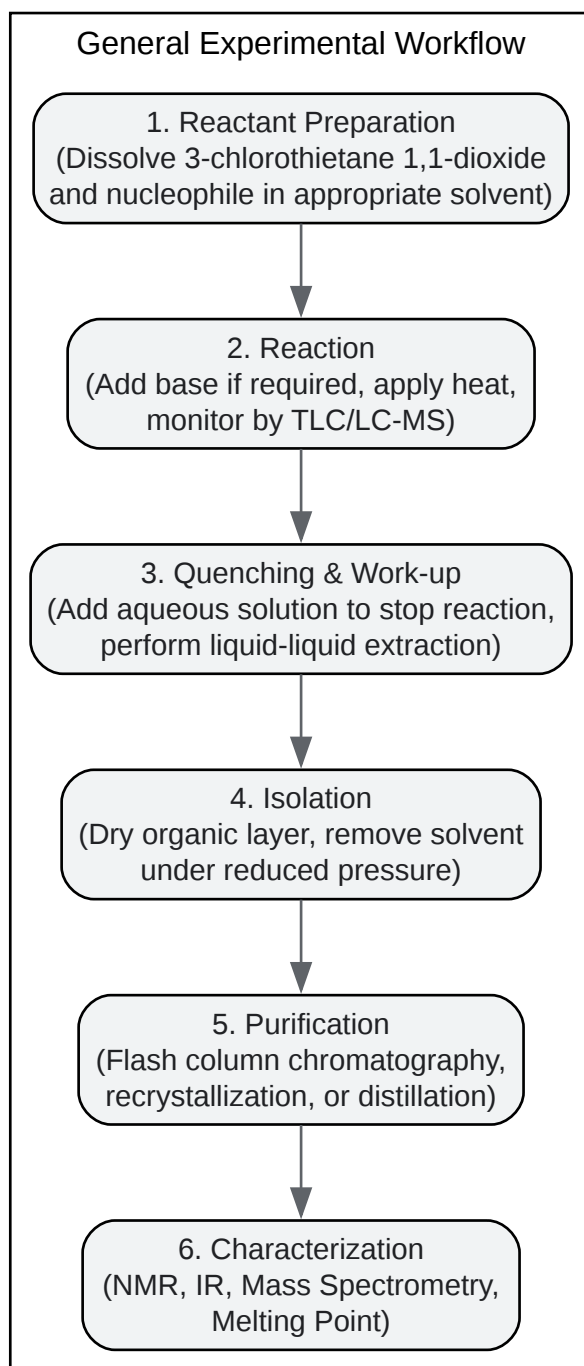 General Experimental Workflow
1. Reactant Preparation
(Dissolve 3-chlorothietane 1,1-dioxide
and nucleophile in appropriate solvent)
2. Reaction
(Add base if required, apply heat,
monitor by TLC/LC-MS)
3. Quenching & Work-up
(Add aqueous solution to stop reaction,
perform liquid-liquid extraction)
4. Isolation
(Dry organic layer, remove solvent
under reduced pressure)
5. Purification
(Flash column chromatography,
recrystallization, or distillation)
6. Characterization
(NMR, IR, Mass Spectrometry,
Melting Point)